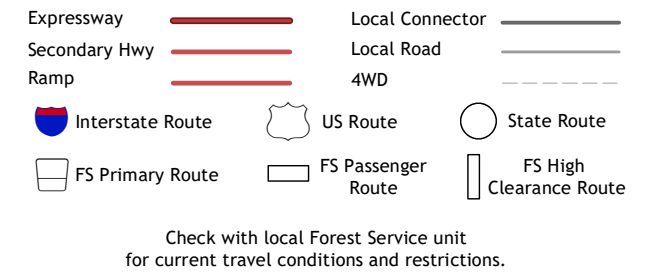 Expressway
Local Connector
Secondary Hwy
Local Road
Ramp
4WD
Interstate Route
US Route
State Route
FS Primary Route
FS Passenger
Route
FS High
Clearance Route
Check with local Forest Service unit
for current travel conditions and restrictions.